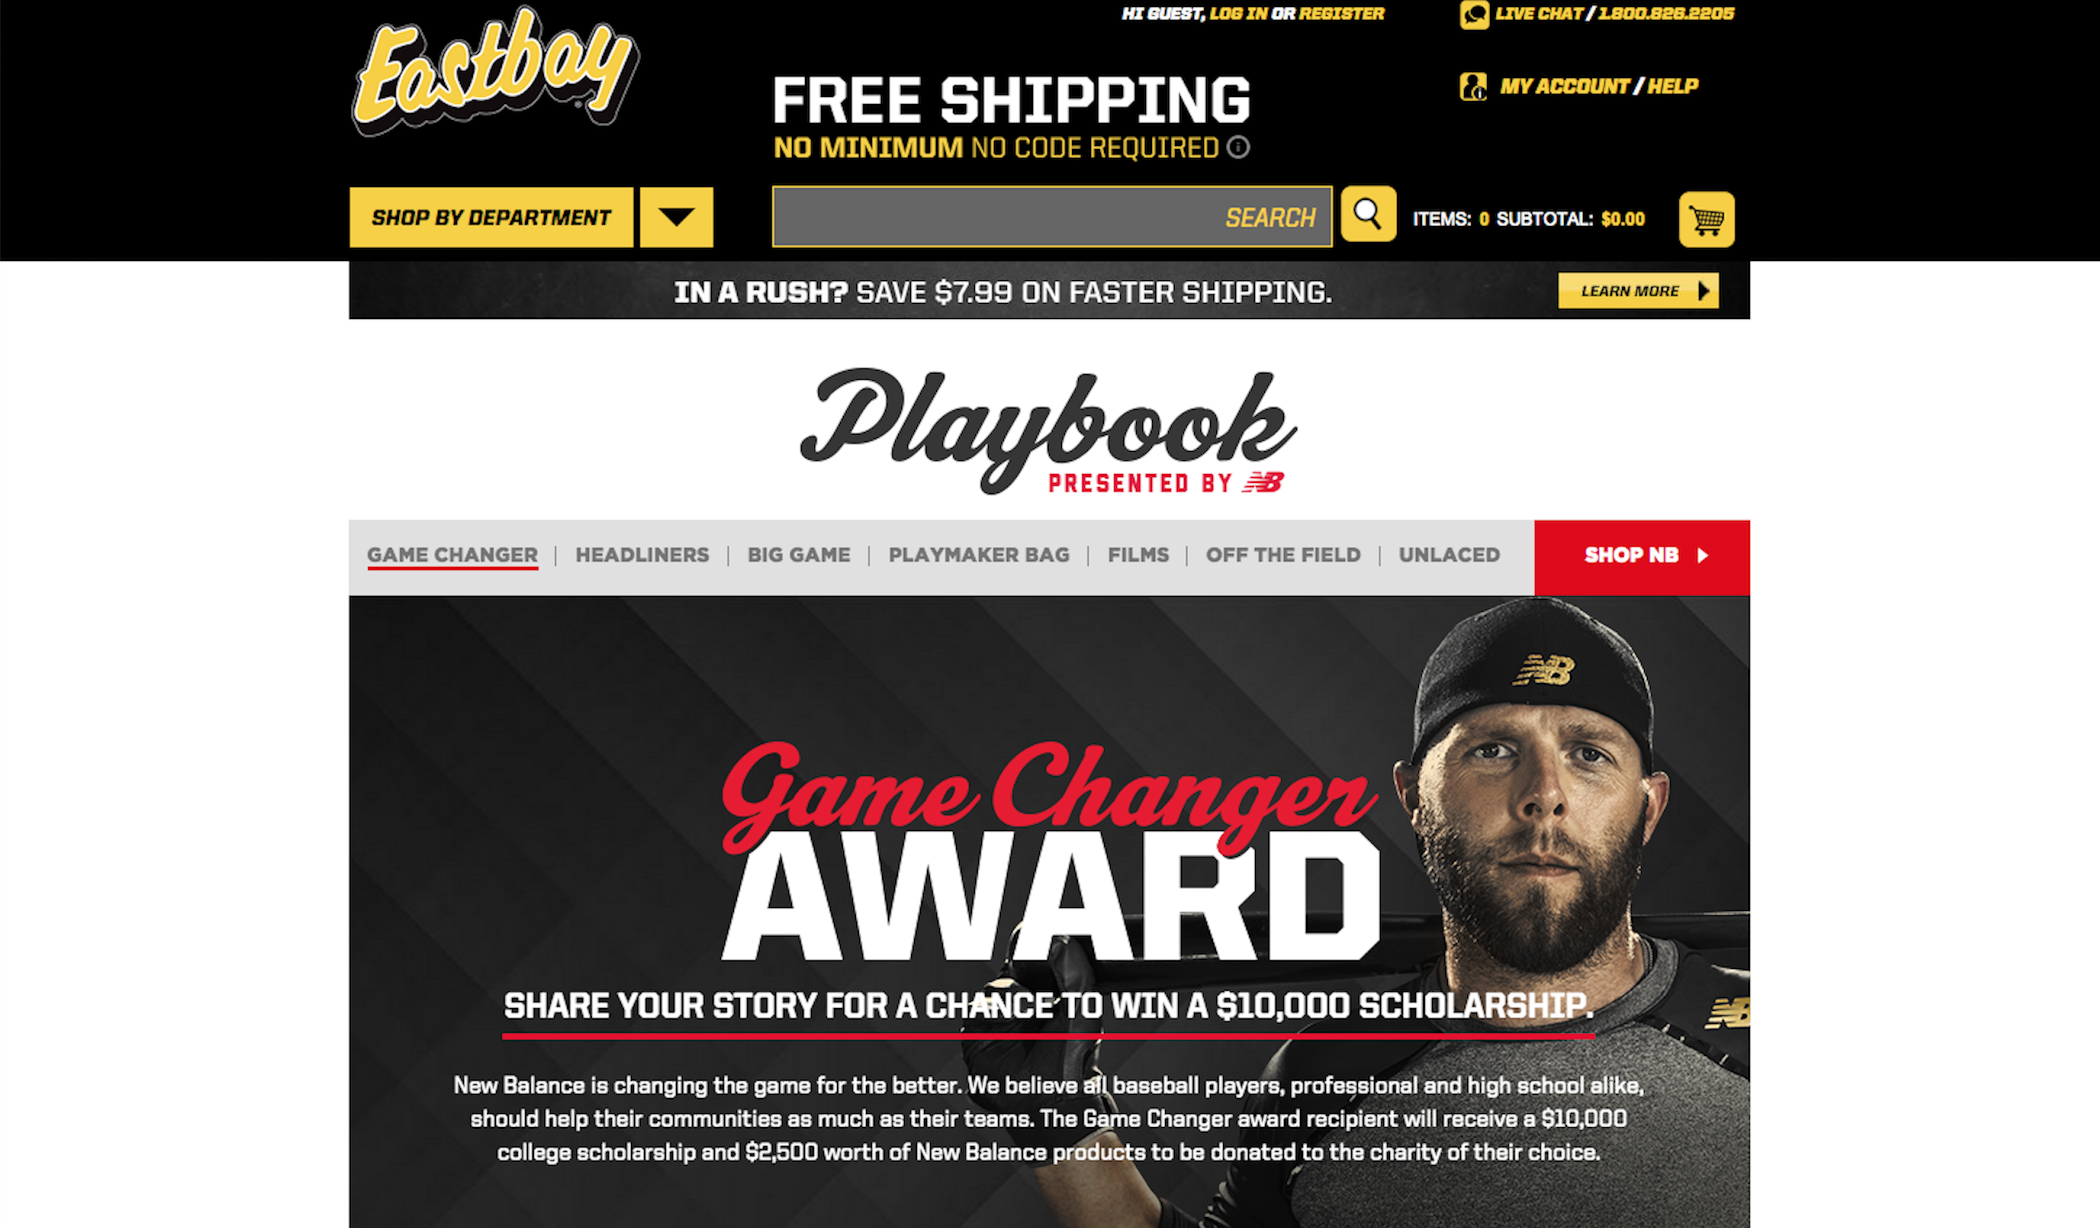 Eastbay
HI GUEST, LOG IN OR REGISTER
LIVE CHAT / 1.800.826.2205
FREE SHIPPING
NO MINIMUM NO CODE REQUIRED
MY ACCOUNT / HELP
SHOP BY DEPARTMENT
SEARCH
ITEMS: 0 SUBTOTAL: $0.00
IN A RUSH? SAVE $7.99 ON FASTER SHIPPING.
LEARN MORE
Playbook
PRESENTED BY NB
GAME CHANGER | HEADLINERS | BIG GAME | PLAYMAKER BAG | FILMS | OFF THE FIELD | UNLACED
SHOP NB
NB
Game Changer
AWARD
SHARE YOUR STORY FOR A CHANCE TO WIN A $10,000 SCHOLARSHIP.
NB
New Balance is changing the game for the better. We believe all baseball players, professional and high school alike,
should help their communities as much as their teams. The Game Changer award recipient will receive a $10,000
college scholarship and $2,500 worth of New Balance products to be donated to the charity of their choice.